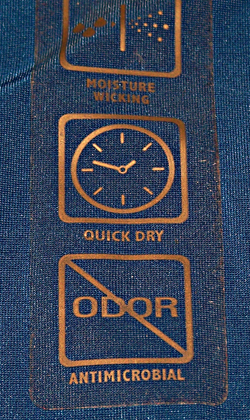 MOISTURE
WICKING
QUICK DRY
ODOR
ANTIMICROBIAL